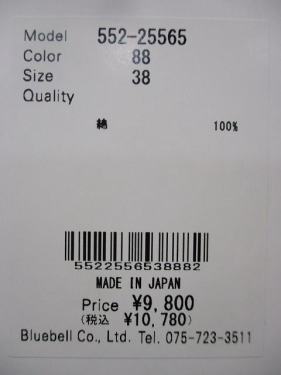 Model 552-25565
Color 88
Size 38
Quality
綿 100%
5522556538882
MADE IN JAPAN
Price ¥9,800
(税込 ¥10,780)
Bluebell Co., Ltd. Tel. 075-723-3511